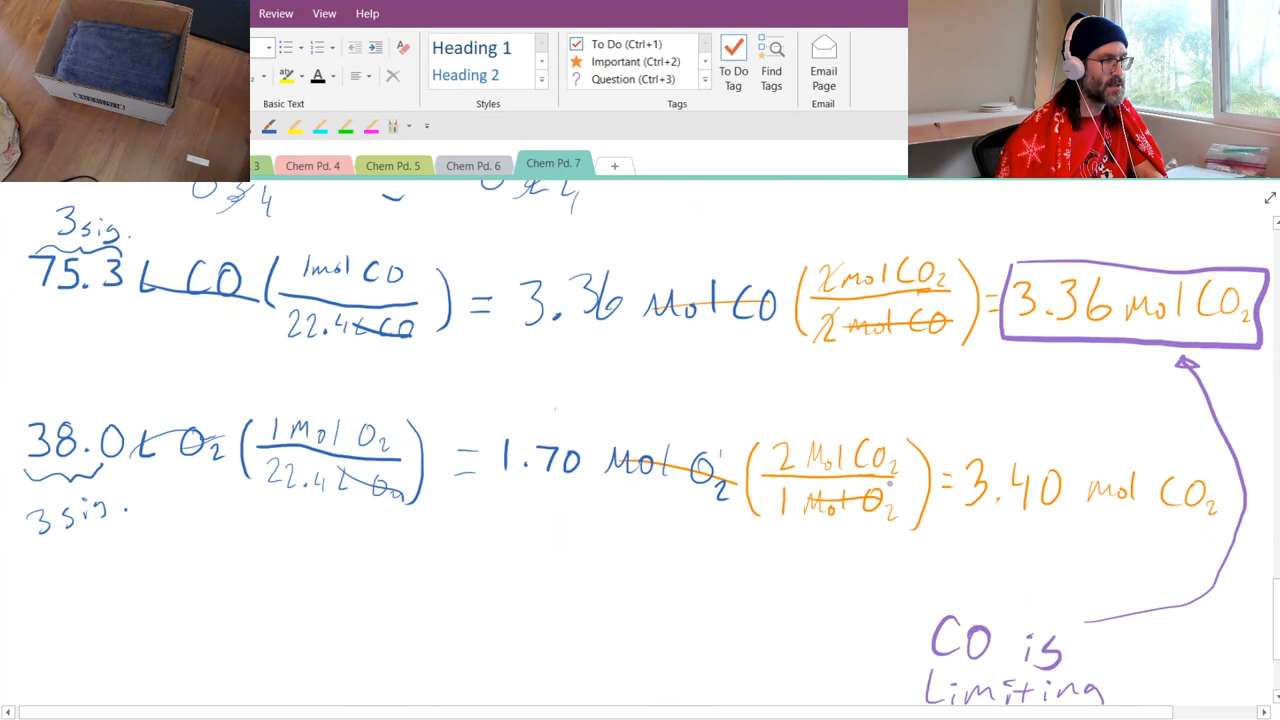 Review View Help
Heading 1
Heading 2
To Do (Ctrl+1)
Important (Ctrl+2)
Question (Ctrl+3)
To Do Tag
Find Tags
Email Page
Basic Text
Styles
Tags
Email
3 Chem Pd. 4 Chem Pd. 5 Chem Pd. 6 Chem Pd. 7 +
3 sig.
75.3 L CO (1 mol CO / 22.4 L CO) = 3.36 mol CO (2 mol CO2 / 2 mol CO) = 3.36 mol CO2
38.0 L O2 (1 mol O2 / 22.4 L O2) = 1.70 mol O2 (2 mol CO2 / 1 mol O2) = 3.40 mol CO2
3 sig.
CO is
Limiting